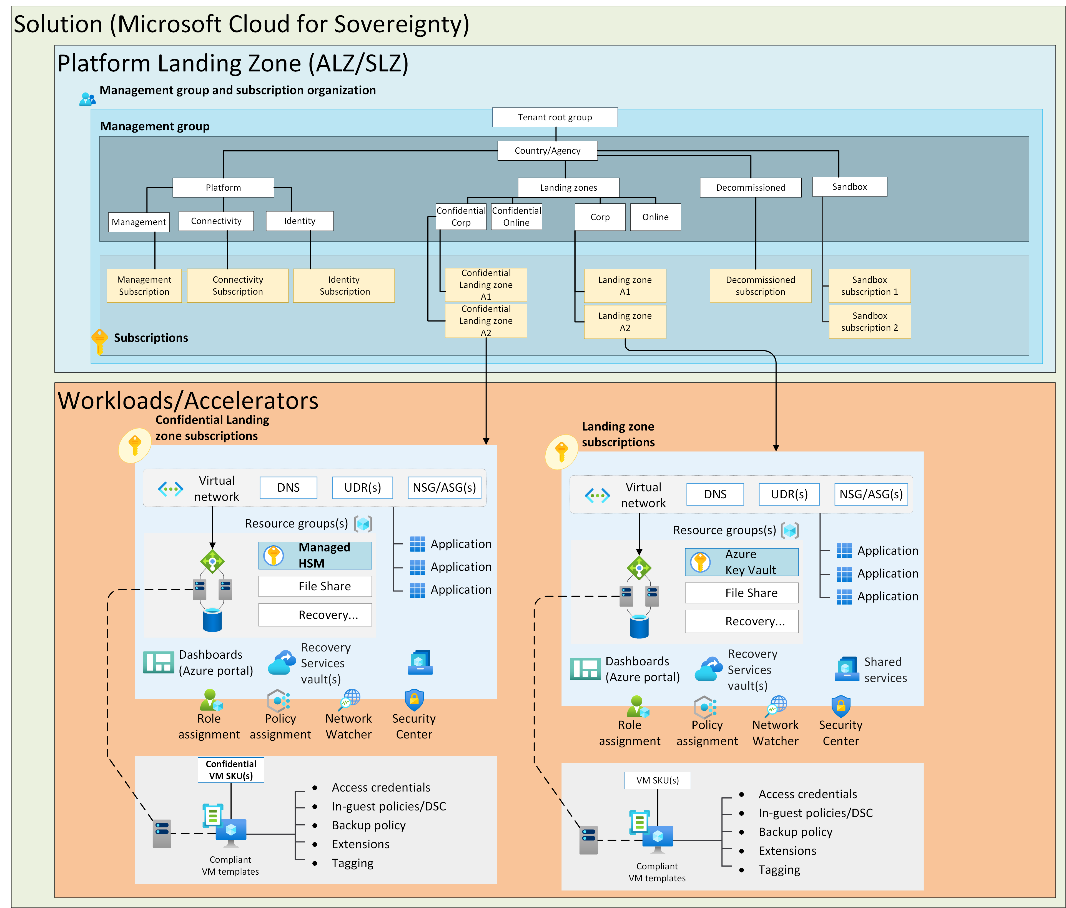 Solution (Microsoft Cloud for Sovereignty)
Platform Landing Zone (ALZ/SLZ)
Management group and subscription organization
Management group
Tenant root group
Country/Agency
Platform
Landing zones
Decommissioned
Sandbox
Management
Connectivity
Identity
Confidential
Corp
Confidential
Online
Corp
Online
Management
Subscription
Connectivity
Subscription
Identity
Subscription
Confidential
Landing zone
A1
Confidential
Landing zone
A2
Landing zone
A1
Landing zone
A2
Decommissioned
subscription
Sandbox
subscription 1
Sandbox
subscription 2
Subscriptions
Workloads/Accelerators
Confidential Landing
zone subscriptions
Virtual
network
DNS
UDR(s)
NSG/ASG(s)
Resource groups(s)
Managed
HSM
File Share
Recovery...
Application
Application
Application
Dashboards
(Azure portal)
Recovery
Services
vault(s)
Role
assignment
Policy
assignment
Network
Watcher
Security
Center
Confidential
VM SKU(s)
Compliant
VM templates
• Access credentials
• In-guest policies/DSC
• Backup policy
• Extensions
• Tagging
Landing zone
subscriptions
Virtual
network
DNS
UDR(s)
NSG/ASG(s)
Resource groups(s)
Azure
Key Vault
File Share
Recovery...
Application
Application
Application
Dashboards
(Azure portal)
Recovery
Services
vault(s)
Shared
services
Role
assignment
Policy
assignment
Network
Watcher
Security
Center
VM SKU(s)
Compliant
VM templates
• Access credentials
• In-guest policies/DSC
• Backup policy
• Extensions
• Tagging